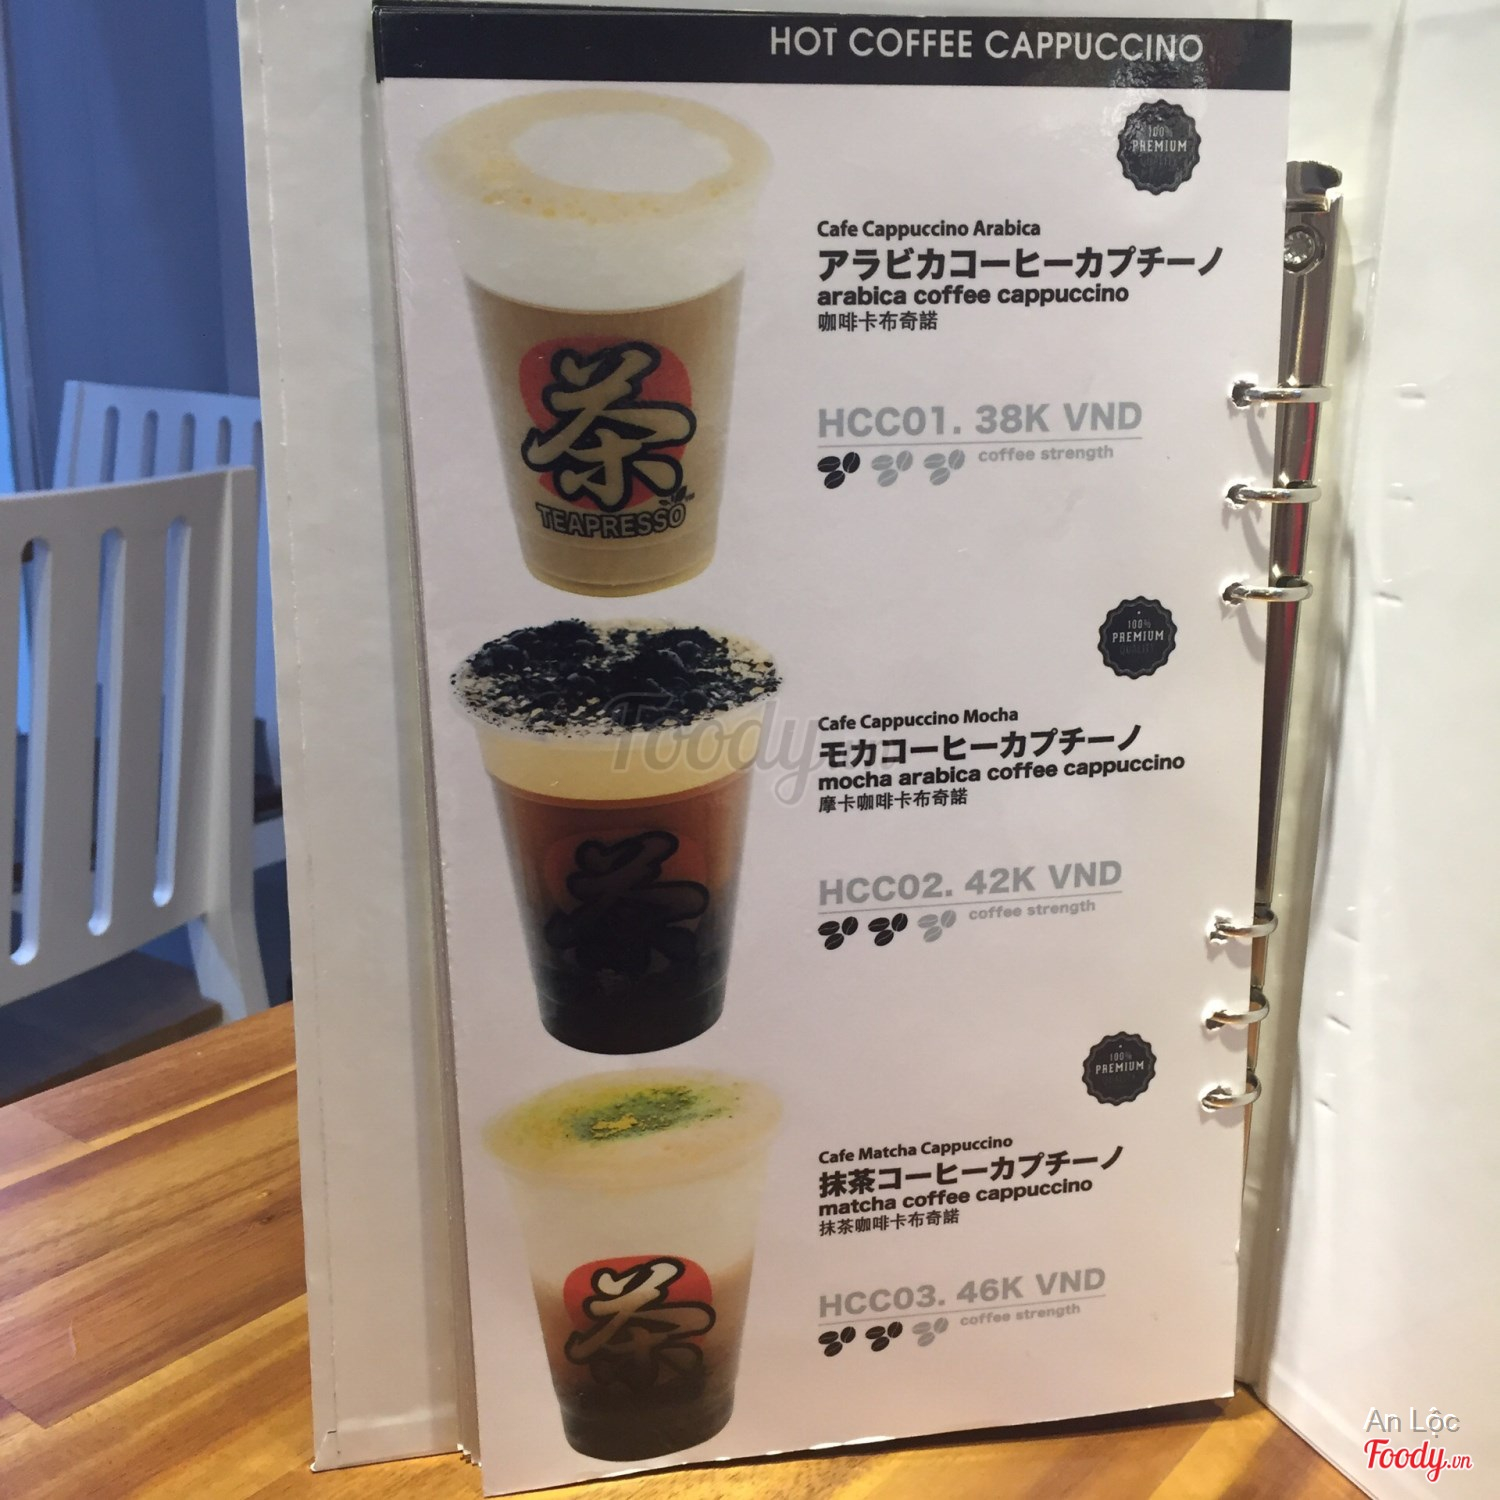 HOT COFFEE CAPPUCCINO
100%
PREMIUM
QUALITY
Cafe Cappuccino Arabica
アラビカコーヒーカプチーノ
arabica coffee cappuccino
咖啡卡布奇諾
HCC01. 38K VND
coffee strength
茶
TEAPRESSO
100%
PREMIUM
QUALITY
Cafe Cappuccino Mocha
モカコーヒーカプチーノ
mocha arabica coffee cappuccino
摩卡咖啡卡布奇諾
HCC02. 42K VND
coffee strength
茶
Foody
100%
PREMIUM
Cafe Matcha Cappuccino
抹茶コーヒーカプチーノ
matcha coffee cappuccino
抹茶咖啡卡布奇諾
HCC03. 46K VND
coffee strength
茶
An Lộc
Foody.vn